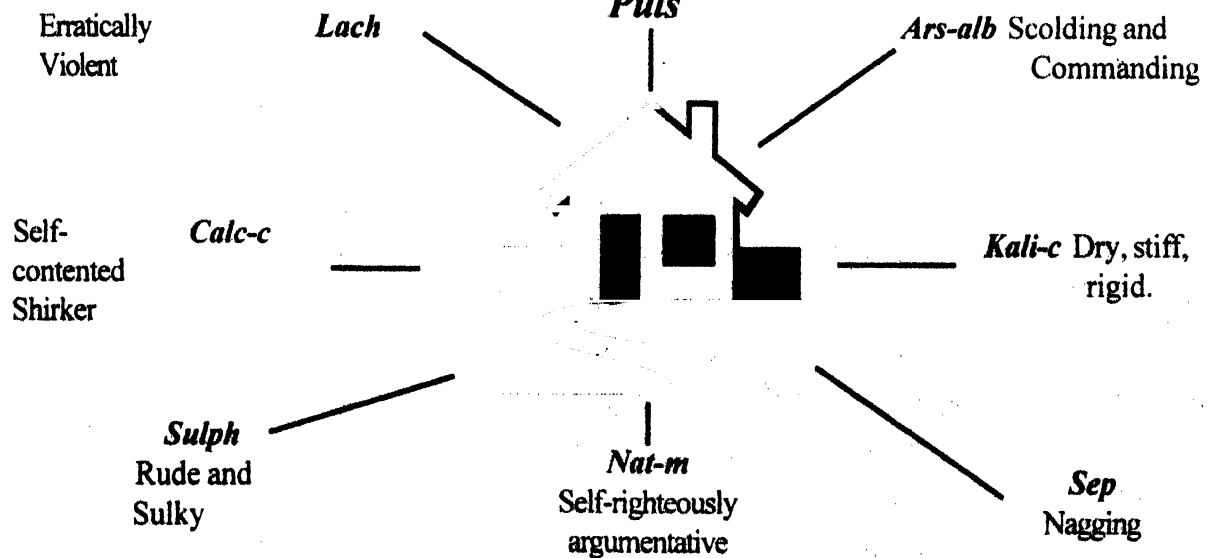 Puls
Erratically
Violent
Lach
Ars-alb Scolding and
Commanding
Self-
contented
Shirker
Calc-c
Kali-c Dry, stiff,
rigid.
Sulph
Rude and
Sulky
Nat-m
Self-righteously
argumentative
Sep
Nagging